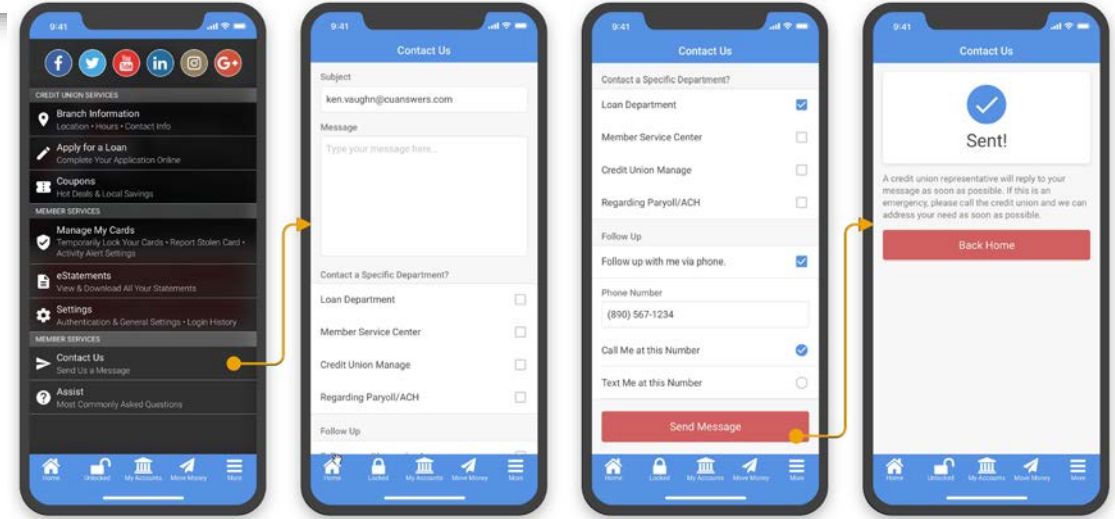 9:41
CREDIT UNION SERVICES
Branch Information
Location • Hours • Contact Info
Apply for a Loan
Complete Your Application Online
Coupons
Hot Deals & Local Savings
MEMBER SERVICES
Manage My Cards
Temporarily Lock Your Cards • Report Stolen Card •
Activity Alert Settings
eStatements
View & Download All Your Statements
Settings
Authentication & General Settings • Login History
MEMBER SERVICES
Contact Us
Send Us a Message
Assist
Most Commonly Asked Questions
Home Unlocked My Accounts Move Money More
9:41
Contact Us
Subject
ken.vaughn@cuanswers.com
Message
Type your message here...
Contact a Specific Department?
Loan Department
Member Service Center
Credit Union Manage
Regarding Paryoll/ACH
Follow Up
Home Locked My Accounts Move Money More
9:41
Contact Us
Contact a Specific Department?
Loan Department
Member Service Center
Credit Union Manage
Regarding Paryoll/ACH
Follow Up
Follow up with me via phone.
Phone Number
(890) 567-1234
Call Me at this Number
Text Me at this Number
Send Message
Home Locked My Accounts Move Money More
9:41
Contact Us
Sent!
A credit union representative will reply to your
message as soon as possible. If this is an
emergency, please call the credit union and we can
address your need as soon as possible.
Back Home
Home Unlocked My Accounts Move Money More